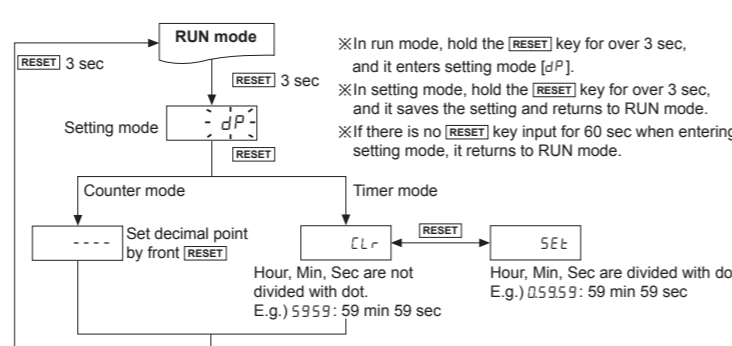 RUN mode
RESET 3 sec
RESET 3 sec
※In run mode, hold the RESET key for over 3 sec,
and it enters setting mode [dP].
※In setting mode, hold the RESET key for over 3 sec,
and it saves the setting and returns to RUN mode.
※If there is no RESET key input for 60 sec when entering
setting mode, it returns to RUN mode.
Setting mode
dP
RESET
Counter mode
Timer mode
----
Set decimal point
by front RESET
CLr
RESET
SEt
Hour, Min, Sec are not
divided with dot.
E.g.) 5959: 59 min 59 sec
Hour, Min, Sec are divided with do
E.g.) 0.59.59: 59 min 59 sec